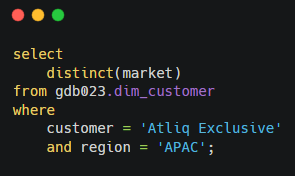 select
    distinct(market)
from gdb023.dim_customer
where
    customer = 'Atliq Exclusive'
    and region = 'APAC';